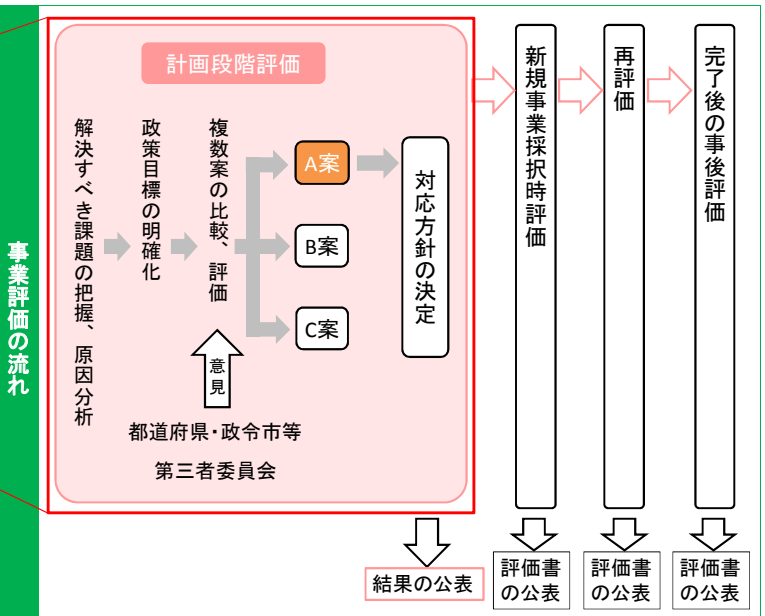 事業評価の流れ
計画段階評価
解決すべき課題の把握、原因分析
政策目標の明確化
複数案の比較、評価
A案
B案
C案
対応方針の決定
意見
都道府県・政令市等
第三者委員会
結果の公表
新規事業採択時評価
評価書
の公表
再評価
評価書
の公表
完了後の事後評価
評価書
の公表